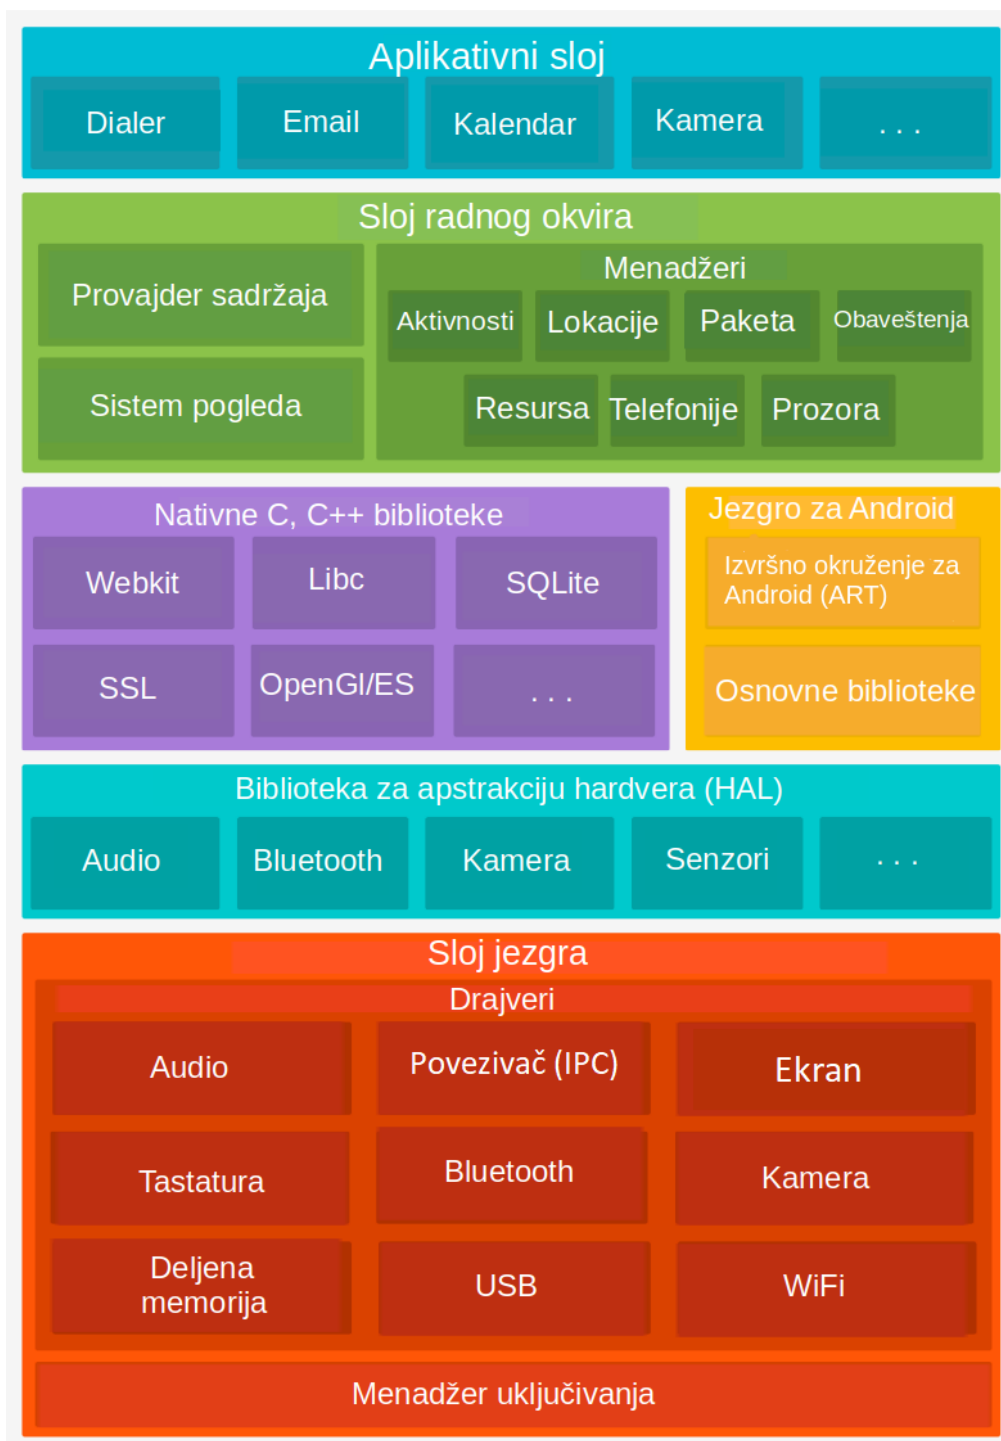 Aplikativni sloj
Dialer
Email
Kalendar
Kamera
. . .
Sloj radnog okvira
Provajder sadržaja
Sistem pogleda
Menadžeri
Aktivnosti
Lokacije
Paketa
Obaveštenja
Resursa
Telefonije
Prozora
Nativne C, C++ biblioteke
Webkit
Libc
SQLite
SSL
OpenGl/ES
. . .
Jezgro za Android
Izvršno okruženje za
Android (ART)
Osnovne biblioteke
Biblioteka za apstrakciju hardvera (HAL)
Audio
Bluetooth
Kamera
Senzori
. . .
Sloj jezgra
Drajveri
Audio
Povezivač (IPC)
Ekran
Tastatura
Bluetooth
Kamera
Deljena
memorija
USB
WiFi
Menadžer uključivanja